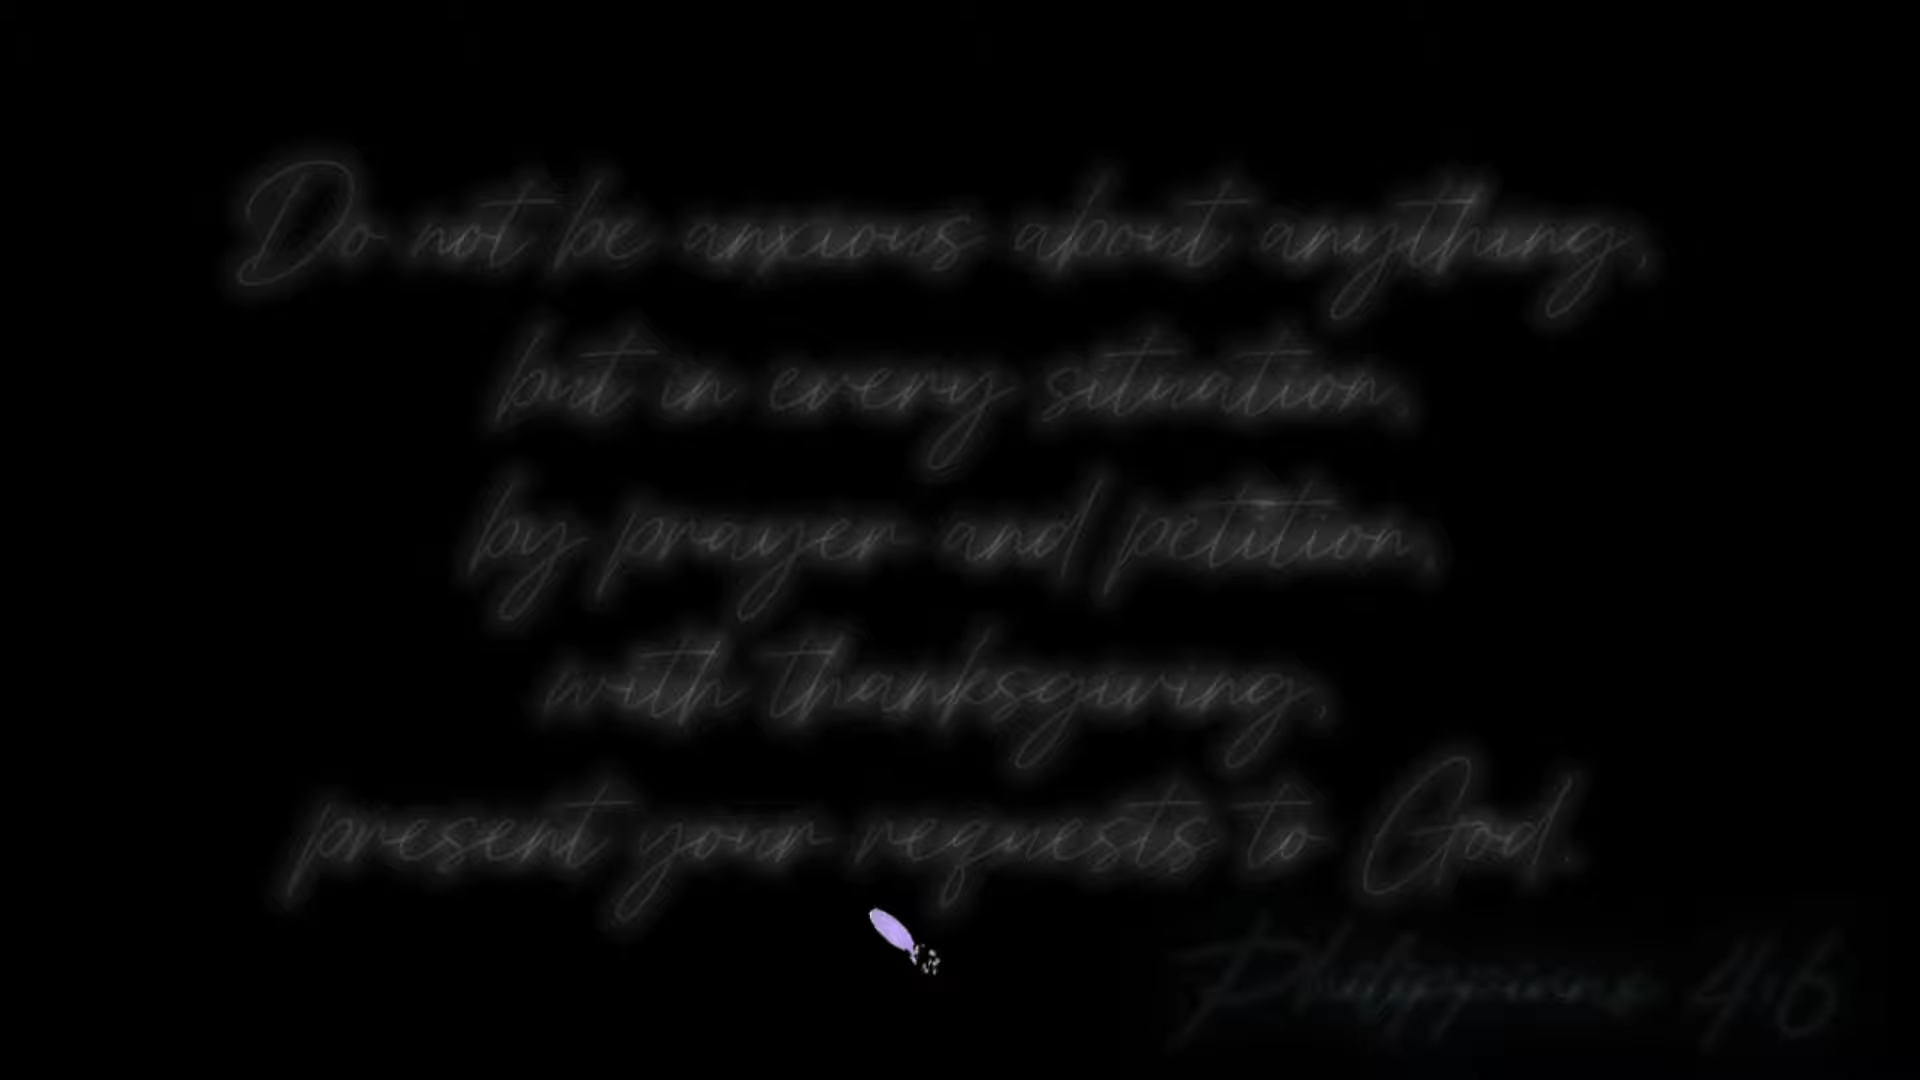 Do not be anxious about anything,
but in every situation,
by prayer and petition,
with thanksgiving,
present your requests to God.
Philippians 4:6